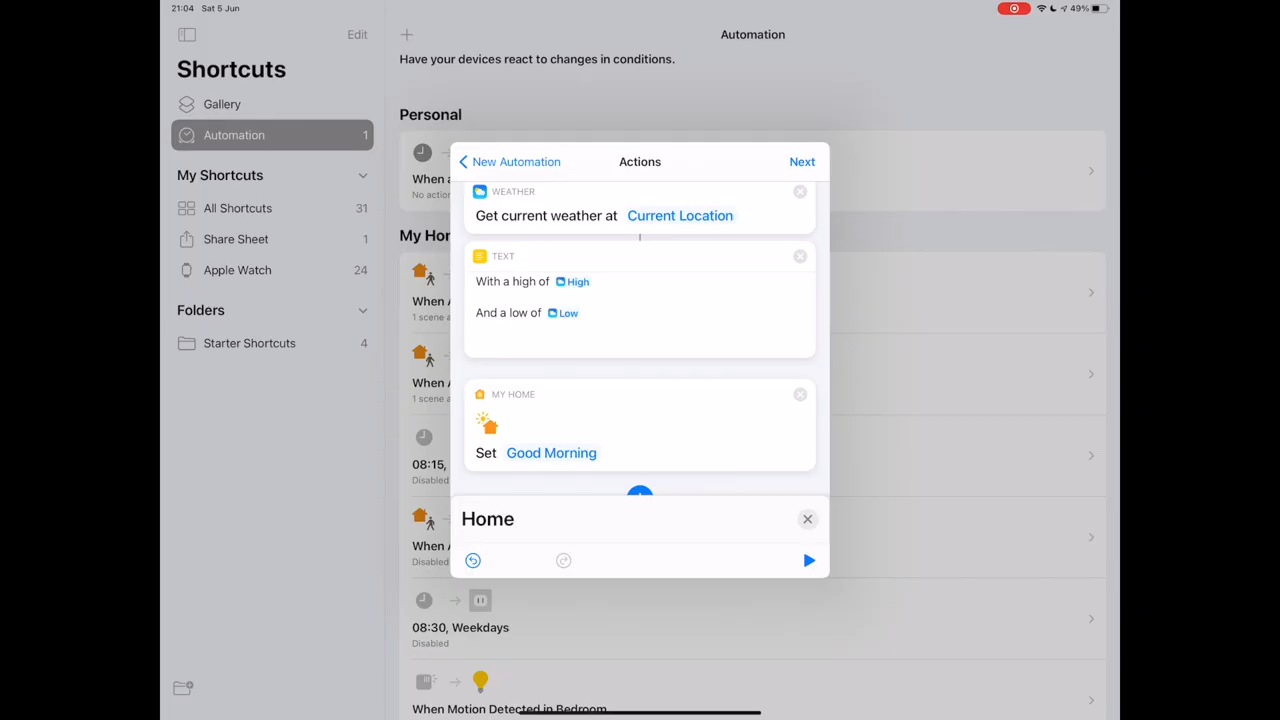 21:04 Sat 5 Jun
49%
Edit
Shortcuts
Gallery
Automation 1
My Shortcuts
All Shortcuts 31
Share Sheet 1
Apple Watch 24
Folders
Starter Shortcuts 4
Automation
Have your devices react to changes in conditions.
Personal
When a
No action
My Hom
When A
1 scene a
When A
1 scene a
08:15,
Disabled
When A
Disabled
08:30, Weekdays
Disabled
When Motion Detected in Bedroom
New Automation
Actions
Next
WEATHER
Get current weather at Current Location
TEXT
With a high of High
And a low of Low
MY HOME
Set Good Morning
Home